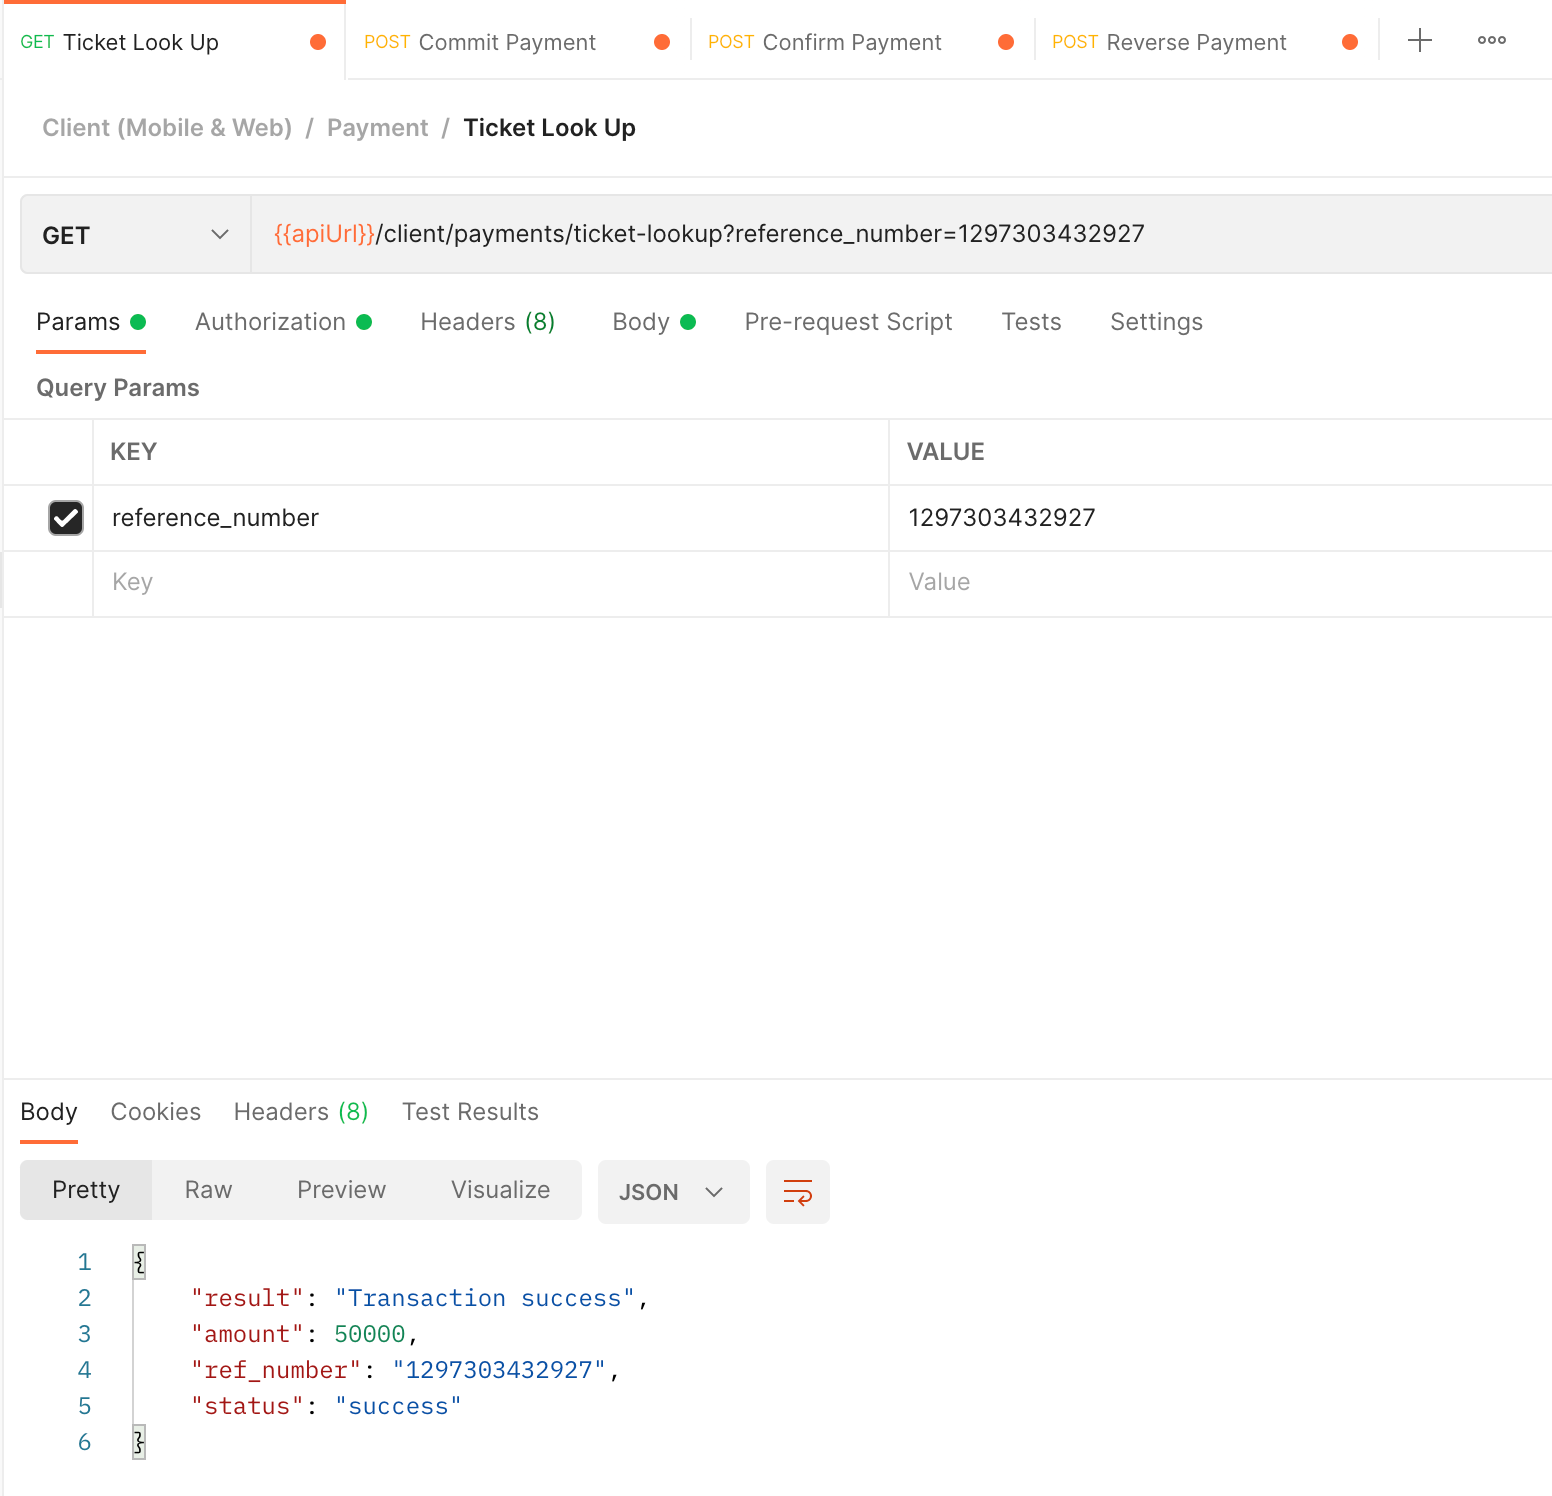 GET Ticket Look Up POST Commit Payment POST Confirm Payment POST Reverse Payment
Client (Mobile & Web) / Payment / Ticket Look Up
GET {{apiUrl}}/client/payments/ticket-lookup?reference_number=1297303432927
Params Authorization Headers (8) Body Pre-request Script Tests Settings
Query Params
KEY VALUE
reference_number 1297303432927
Key Value
Body Cookies Headers (8) Test Results
Pretty Raw Preview Visualize JSON
1 {
2 "result": "Transaction success",
3 "amount": 50000,
4 "ref_number": "1297303432927",
5 "status": "success"
6 }